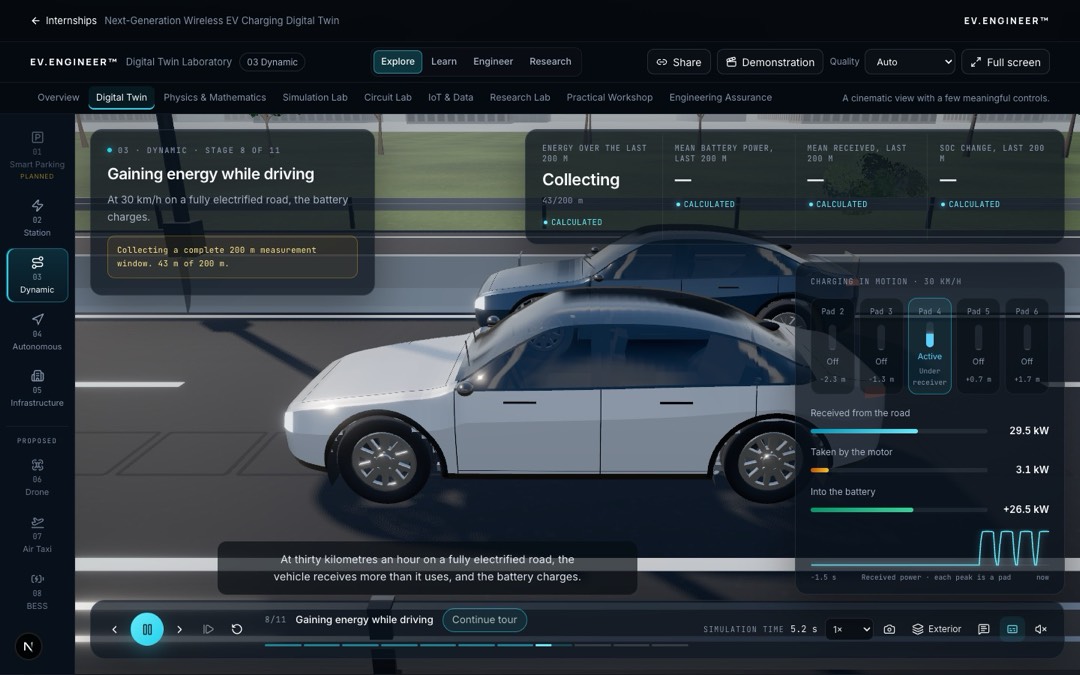 ← Internships Next-Generation Wireless EV Charging Digital Twin
EV.ENGINEER™
EV.ENGINEER™ Digital Twin Laboratory 03 Dynamic
Explore Learn Engineer Research
Share Demonstration Quality Auto Full screen
Overview Digital Twin Physics & Mathematics Simulation Lab Circuit Lab IoT & Data Research Lab Practical Workshop Engineering Assurance
A cinematic view with a few meaningful controls.
01
Smart Parking
PLANNED
02
Station
03
Dynamic
04
Autonomous
05
Infrastructure
PROPOSED
06
Drone
07
Air Taxi
08
BESS
N
03 · DYNAMIC · STAGE 8 OF 11
Gaining energy while driving
At 30 km/h on a fully electrified road, the battery
charges.
Collecting a complete 200 m measurement
window. 43 m of 200 m.
ENERGY OVER THE LAST
200 M
Collecting
43/200 m
CALCULATED
MEAN BATTERY POWER,
LAST 200 M
—
CALCULATED
MEAN RECEIVED, LAST
200 M
—
CALCULATED
SOC CHANGE, LAST 200
M
—
CALCULATED
CHARGING IN MOTION · 30 KM/H
Pad 2 Pad 3 Pad 4 Pad 5 Pad 6
Off Off Active Off Off
-2.3 m -1.3 m Under receiver +0.7 m +1.7 m
Received from the road
29.5 kW
Taken by the motor
3.1 kW
Into the battery
+26.5 kW
-1.5 s Received power · each peak is a pad now
At thirty kilometres an hour on a fully electrified road, the
vehicle receives more than it uses, and the battery charges.
8/11 Gaining energy while driving Continue tour
SIMULATION TIME 5.2 s 1× Exterior